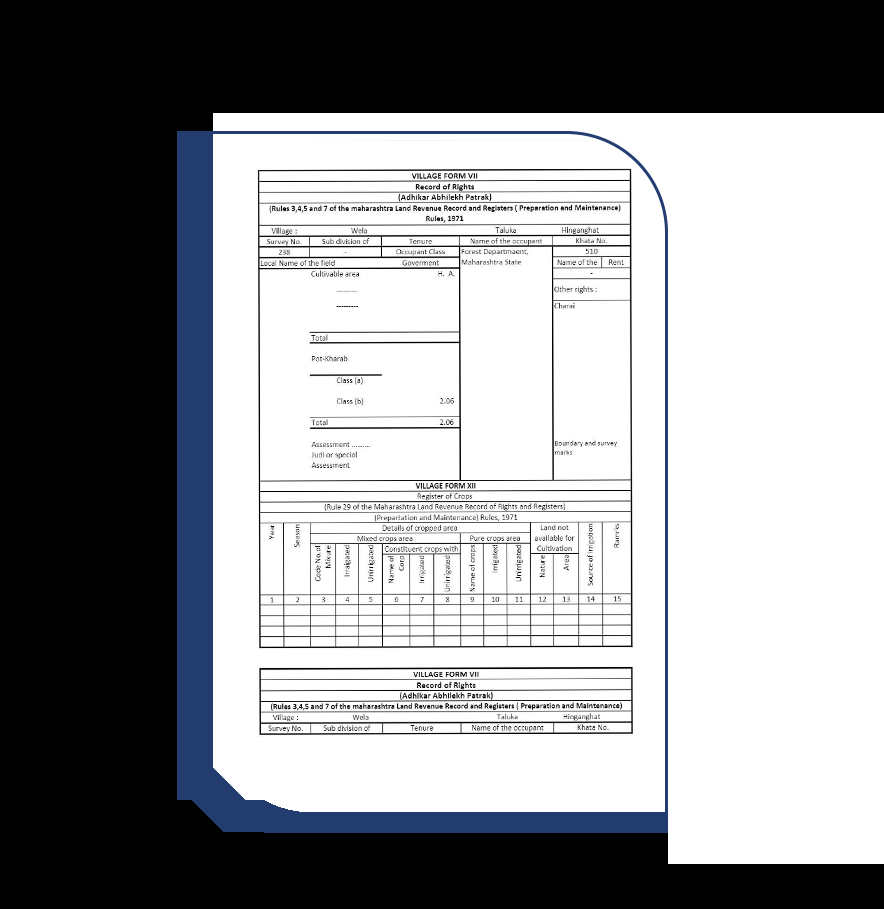 VILLAGE FORM VII
Record of Rights
(Adhikar Abhilekh Patrak)
(Rules 3,4,5 and 7 of the maharashtra Land Revenue Record and Registers ( Preparation and Maintenance)
Rules, 1971
Village : Wela Taluka Hinganghat
Survey No. Sub division of Tenure Name of the occupant Khata No.
238 - Occupant Class Forest Departmaent, 510
Local Name of the field Goverment Maharashtra State Name of the Rent
Cultivable area H. A. -
--------- Other rights :
--------- Charai
Total
Pot-Kharab
Class (a)
Class (b) 2.06
Total 2.06
Assessment ......... Boundary and survey
Judi or special marks
Assessment
VILLAGE FORM XII
Register of Crops
(Rule 29 of the Maharashtra Land Revenue Record of Rights and Registers)
(Prepartation and Maintenance) Rules, 1971
Year Season Details of cropped area Land not Source of Irrigation Ramrks
Mixed crops area Pure crops area available for
Constituent crops with Cultivation
Code No.of Mixure Irraigated Unirrigated Name of Corp Irrigated Unirrigated Name of crops Irrigated Unirrigated Nature Area
1 2 3 4 5 6 7 8 9 10 11 12 13 14 15
VILLAGE FORM VII
Record of Rights
(Adhikar Abhilekh Patrak)
(Rules 3,4,5 and 7 of the maharashtra Land Revenue Record and Registers ( Preparation and Maintenance)
Village : Wela Taluka Hinganghat
Survey No. Sub division of Tenure Name of the occupant Khata No.